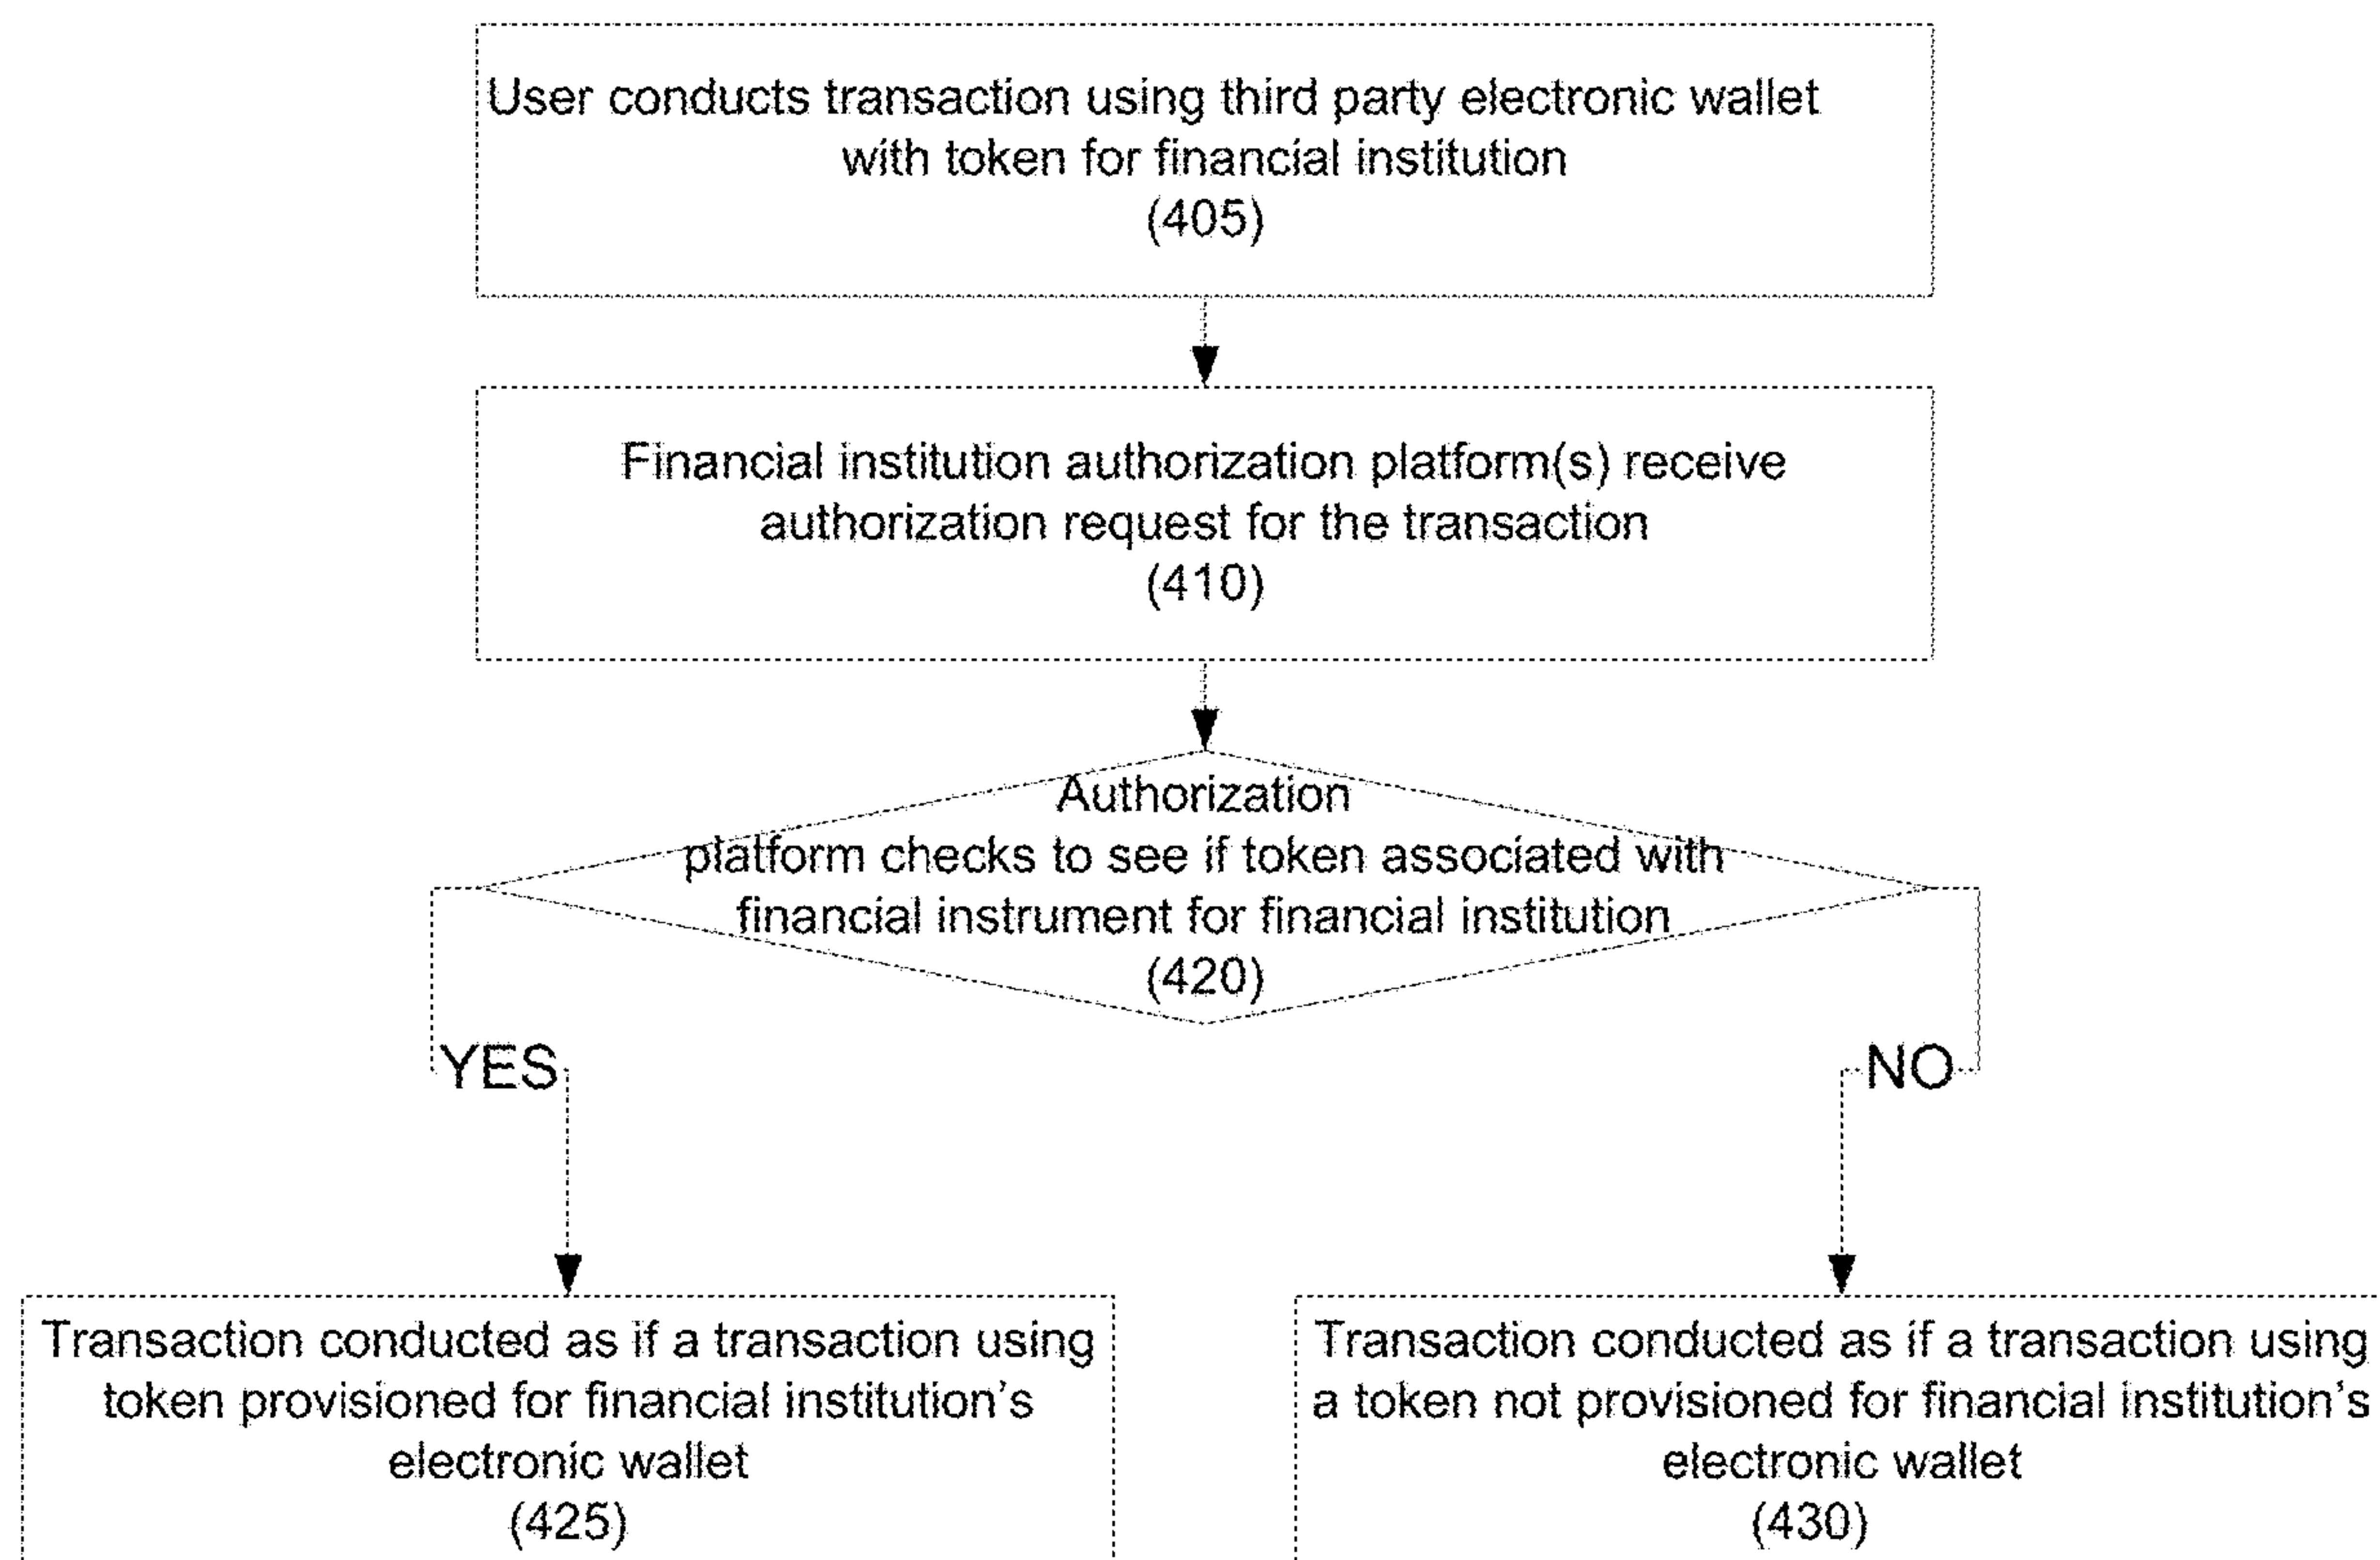 User conducts transaction using third party electronic wallet
with token for financial institution
(405)
Financial institution authorization platform(s) receive
authorization request for the transaction
(410)
Authorization
platform checks to see if token associated with
financial instrument for financial institution
(420)
YES
NO
Transaction conducted as if a transaction using
token provisioned for financial institution's
electronic wallet
(425)
Transaction conducted as if a transaction using
a token not provisioned for financial institution's
electronic wallet
(430)